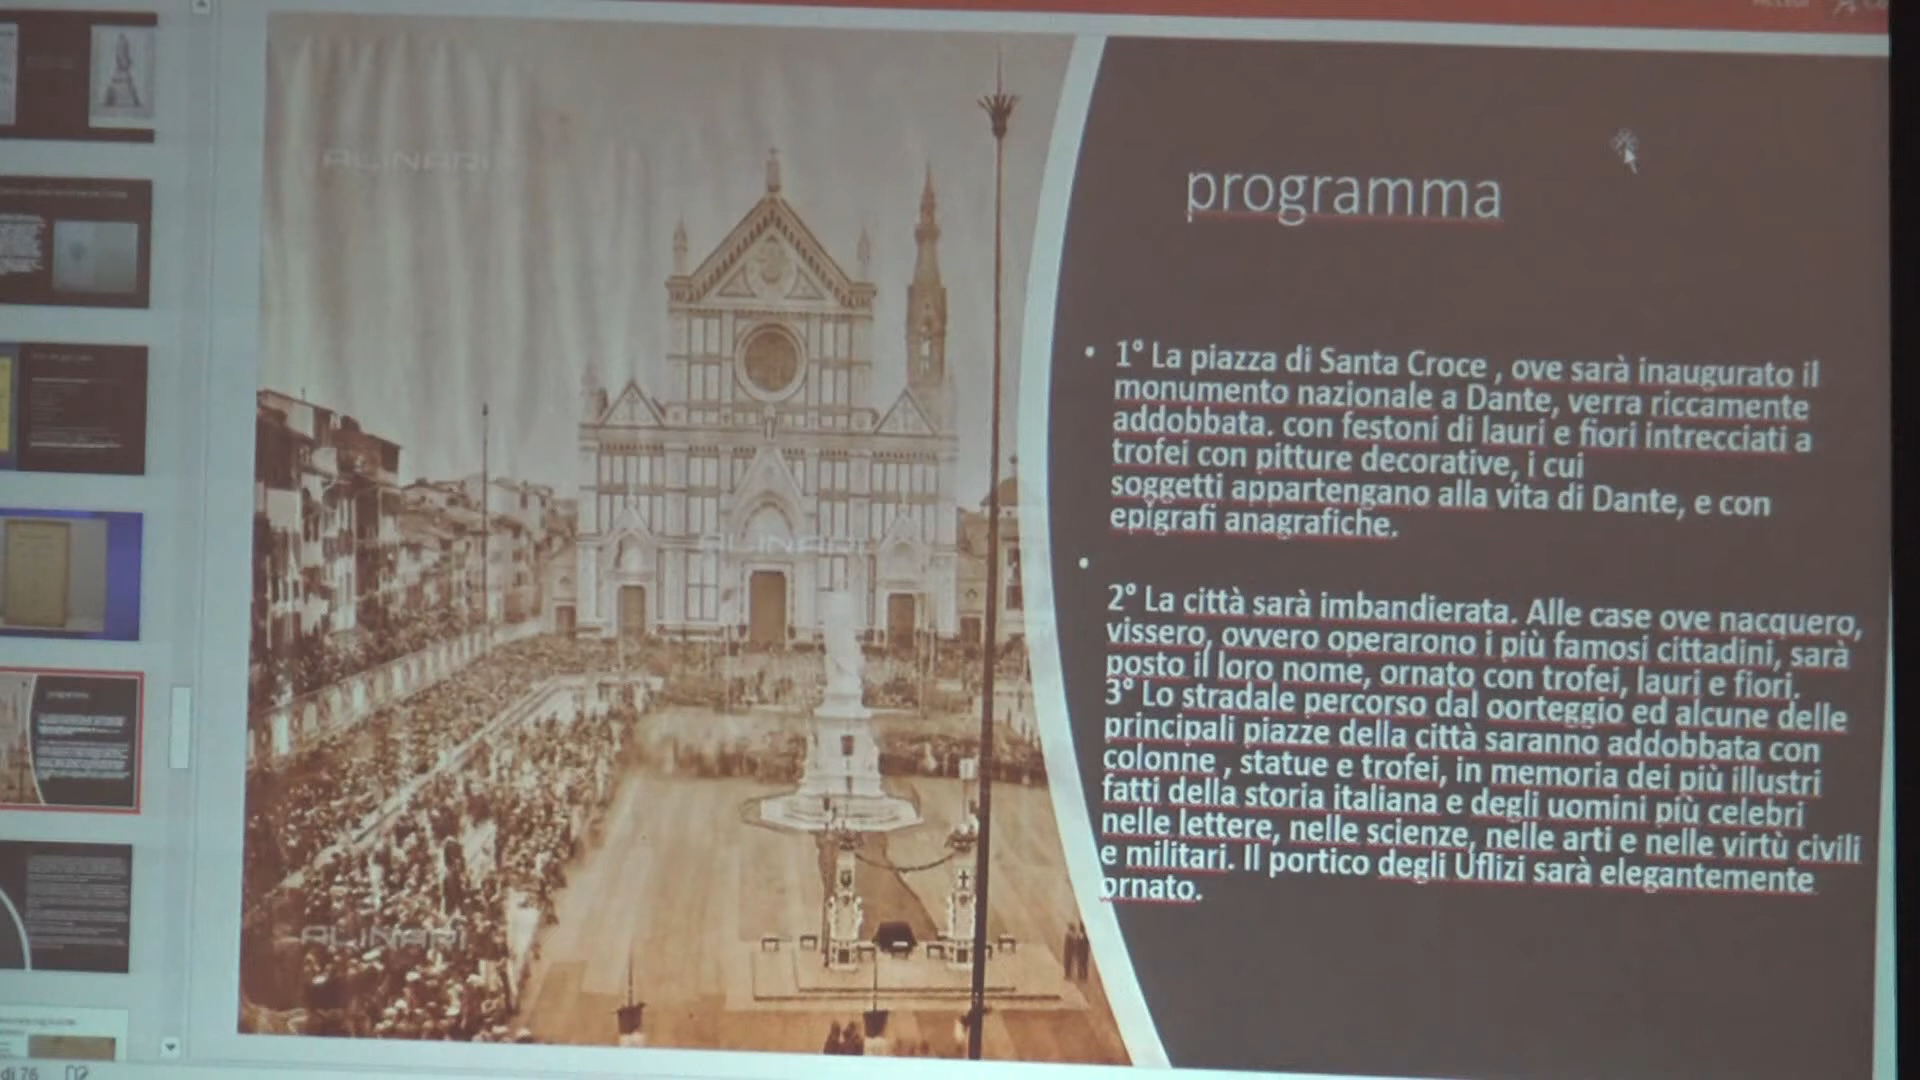 ALINARI
programma
• 1° La piazza di Santa Croce , ove sarà inaugurato il
monumento nazionale a Dante, verra riccamente
addobbata. con festoni di lauri e fiori intrecciati a
trofei con pitture decorative, i cui
soggetti appartengano alla vita di Dante, e con
epigrafi anagrafiche.
•
2° La città sarà imbandierata. Alle case ove nacquero,
vissero, ovvero operarono i più famosi cittadini, sarà
posto il loro nome, ornato con trofei, lauri e fiori.
3° Lo stradale percorso dal oorteggio ed alcune delle
principali piazze della città saranno addobbata con
colonne , statue e trofei, in memoria dei più illustri
fatti della storia italiana e degli uomini più celebri
nelle lettere, nelle scienze, nelle arti e nelle virtù civili
e militari. Il portico degli Uflizi sarà elegantemente
ornato.
ALINARI
ALINARI
di 76